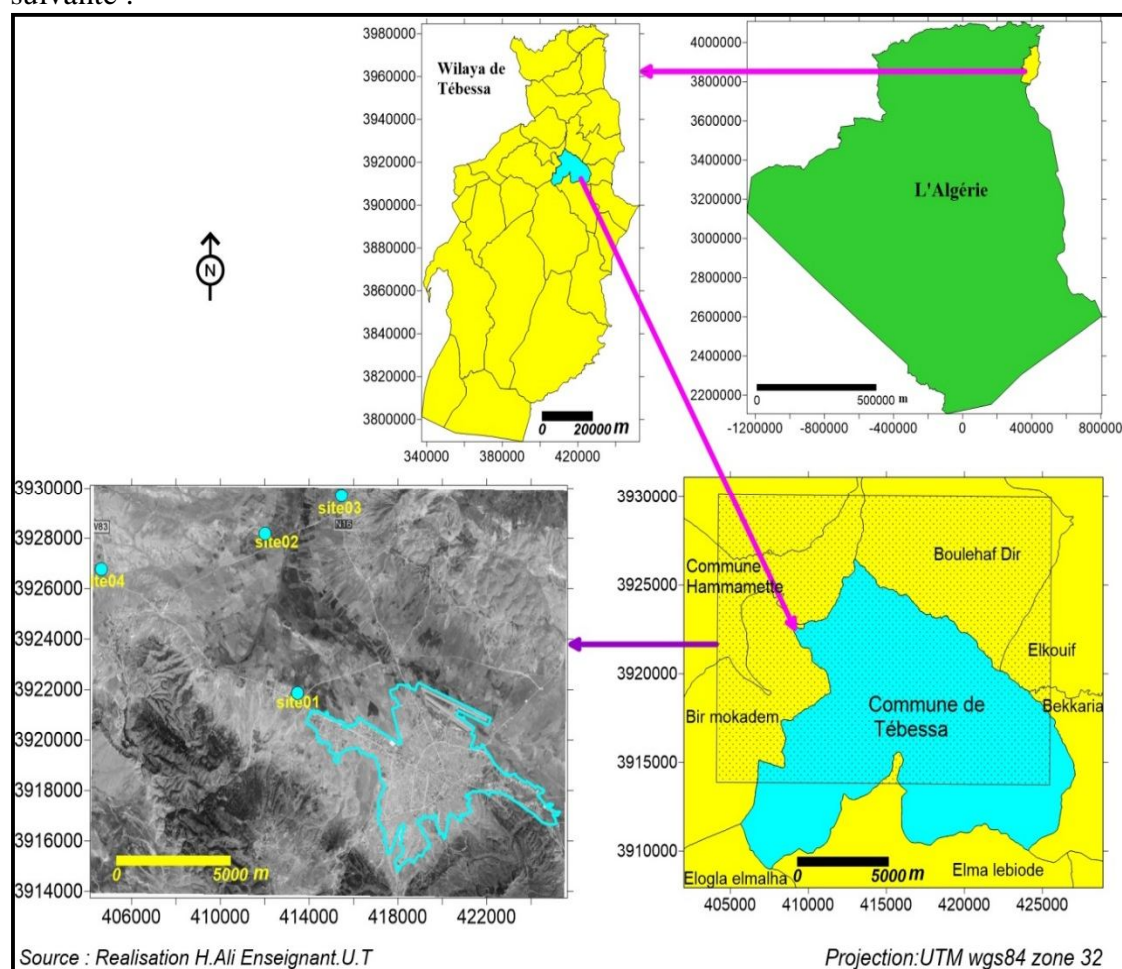 suivante :
Wilaya de
Tébessa
3980000
3960000
3940000
3920000
3900000
3880000
3860000
3840000
3820000
3800000
340000 380000 420000
0 20000 m
N
4000000
3800000
3600000
3400000
3200000
3000000
2800000
2600000
2400000
2200000
-1200000 -800000 -400000 0 400000 800000
L'Algérie
0 500000 m
3930000
3928000
3926000
3924000
3922000
3920000
3918000
3916000
3914000
406000 410000 414000 418000 422000
site03
N16
site02
W83
te04
site01
0 5000 m
3930000
3925000
3920000
3915000
3910000
405000 410000 415000 420000 425000
Boulehaf Dir
Commune
Hammamette
Elkouif
Bir mokadem
Bekkaria
Commune de
Tébessa
0 5000 m
Elogla elmalha
Elma lebiode
Source : Realisation H.Ali Enseignant.U.T
Projection:UTM wgs84 zone 32